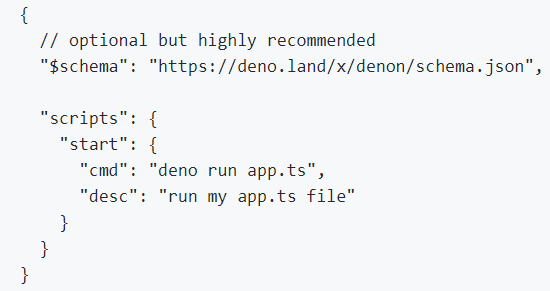 {
  // optional but highly recommended
  "$schema": "https://deno.land/x/denon/schema.json",

  "scripts": {
    "start": {
      "cmd": "deno run app.ts",
      "desc": "run my app.ts file"
    }
  }
}